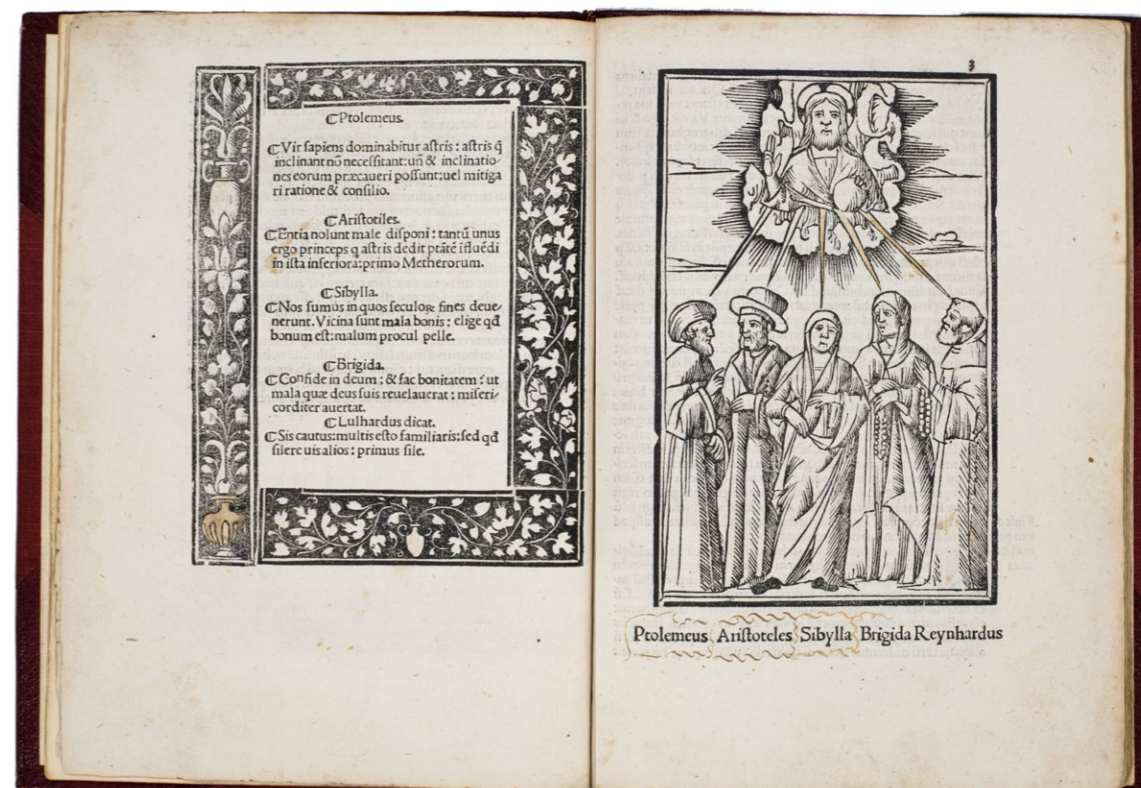 ☾Ptolemeus.
☾Vir sapiens dominabitur astris : astris q̃
inclinant nõ necessitant: uñ & inclinatio-
nes eorum præcaueri possunt: uel mitiga
ri ratione & consilio.
☾Aristotiles.
☾Entia nolunt male disponi : tantũ unus
ergo princeps q astris dedit ptãtẽ iflũẽdi
in ista inferiora: primo Metherorum.
☾Sibylla.
☾Nos sumus in quos seculoꝝ fines deue-
nerunt. Vicina sunt mala bonis ; elige qđ
bonum est: malum procul pelle.
☾Brigida.
☾Confide in deum ; & fac bonitatem : ut
mala quæ deus suis reuelauerat : miseri-
corditer auertat.
☾Lulhardus dicat.
☾Sis cautus: multis esto familiaris: sed qđ
silere uis alios : primus sile.
3
Ptolemeus Aristoteles Sibylla Brigida Reynhardus